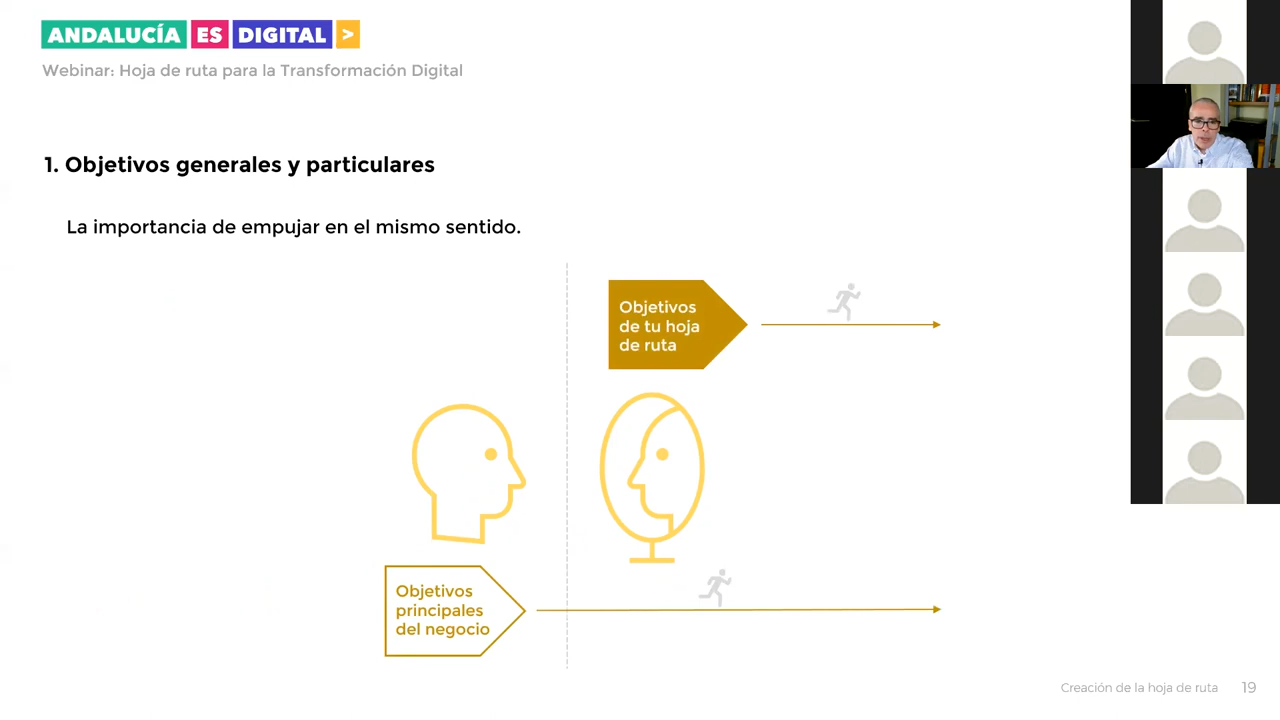 ANDALUCÍA ES DIGITAL >
Webinar: Hoja de ruta para la Transformación Digital
1. Objetivos generales y particulares
La importancia de empujar en el mismo sentido.
Objetivos
de tu hoja
de ruta
Objetivos
principales
del negocio
Creación de la hoja de ruta 19